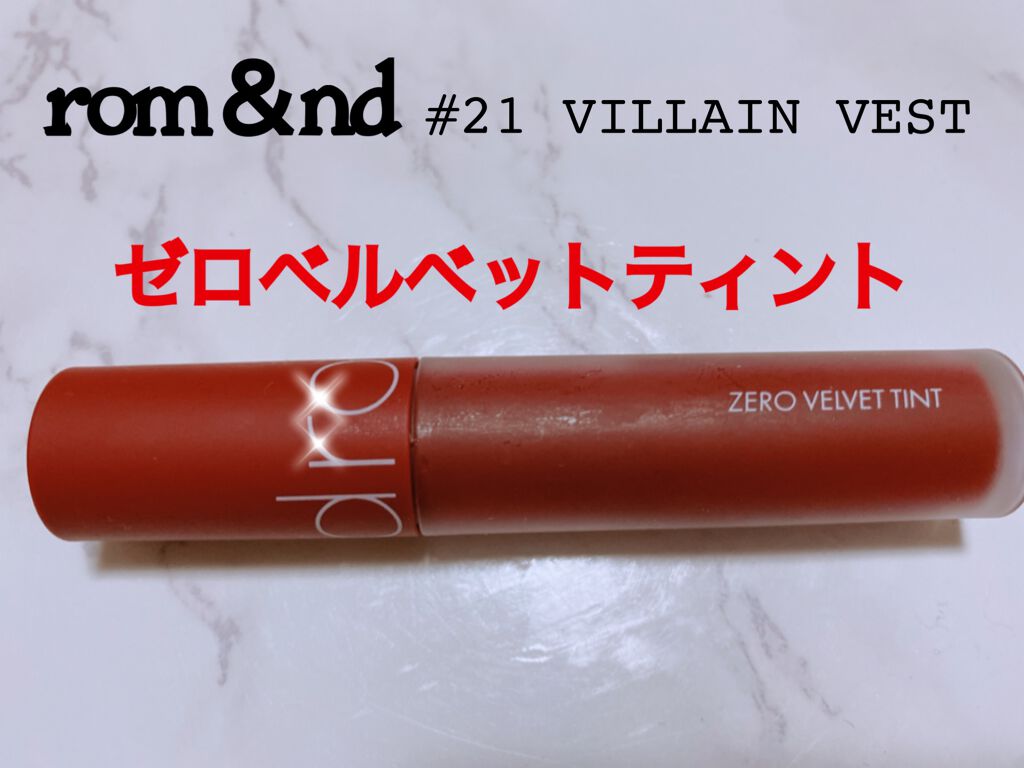 rom&nd #21 VILLAIN VEST
ゼロベルベットティント
ZERO VELVET TINT
dro